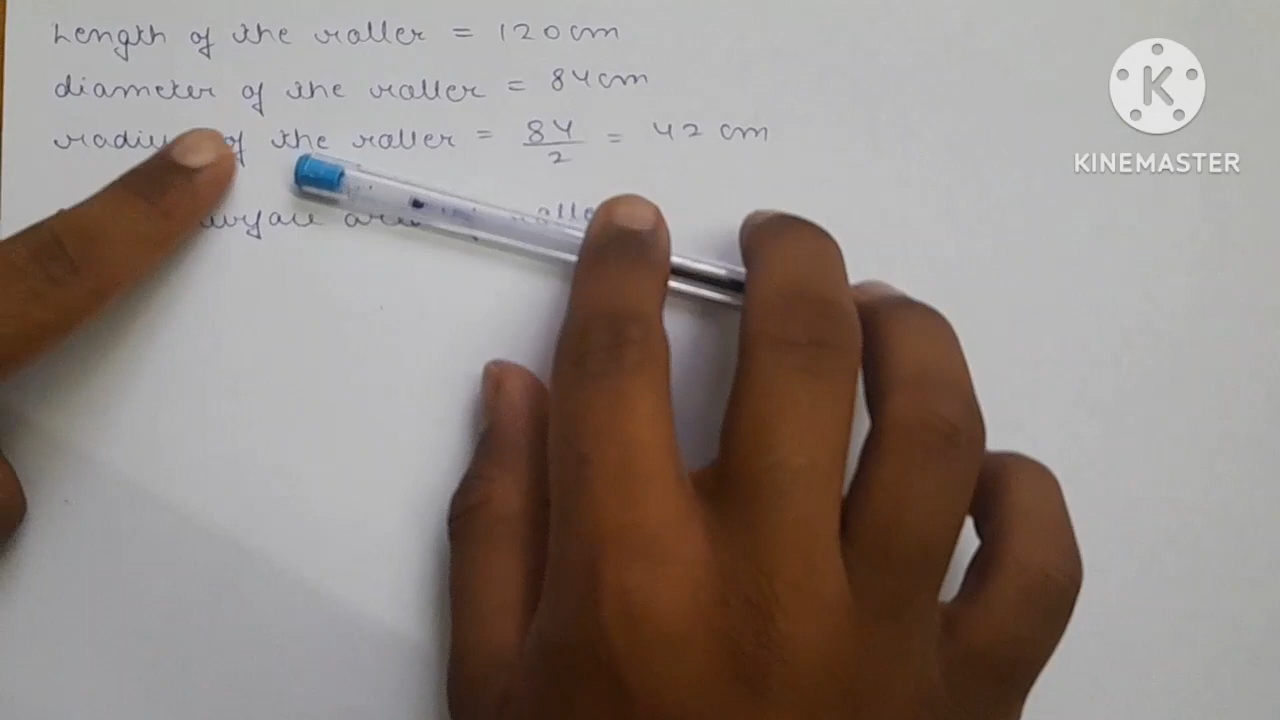 Length of the roller = 120 cm
diameter of the roller = 84 cm
radius of the roller = 84/2 = 42 cm
K
KINEMASTER